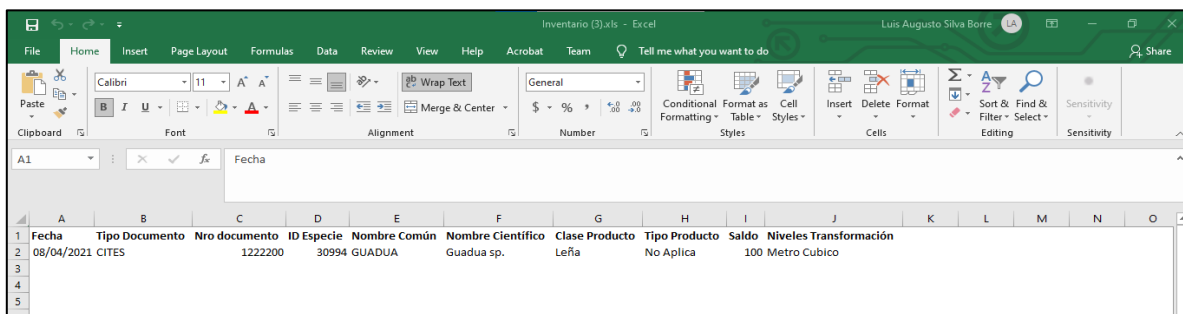 Inventario (3).xls - Excel
Luis Augusto Silva Borre LA
File Home Insert Page Layout Formulas Data Review View Help Acrobat Team Tell me what you want to do Share
Calibri 11 A A ab Wrap Text General
Paste B I U A Merge & Center $ % , Conditional Formatting Format as Table Cell Styles Insert Delete Format Sort & Filter Find & Select Sensitivity
Clipboard Font Alignment Number Styles Cells Editing Sensitivity
A1 fx Fecha
A B C D E F G H I J K L M N O
1 Fecha Tipo Documento Nro documento ID Especie Nombre Común Nombre Científico Clase Producto Tipo Producto Saldo Niveles Transformación
2 08/04/2021 CITES 1222200 30994 GUADUA Guadua sp. Leña No Aplica 100 Metro Cubico
3
4
5